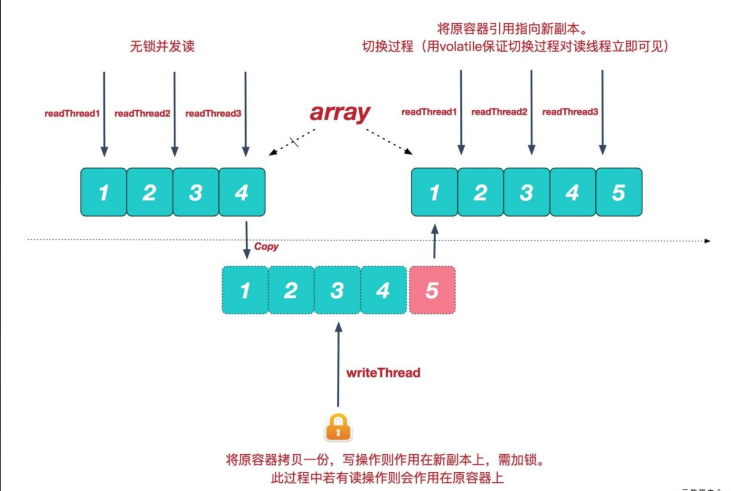 将原容器引用指向新副本。
无锁并发读
切换过程（用volatile保证切换过程对读线程立即可见）
array
readThread1 readThread2 readThread3
readThread1 readThread2 readThread3
1 2 3 4
1 2 3 4 5
Copy
1 2 3 4 5
writeThread
将原容器拷贝一份，写操作则作用在新副本上，需加锁。
此过程中若有读操作则会作用在原容器上